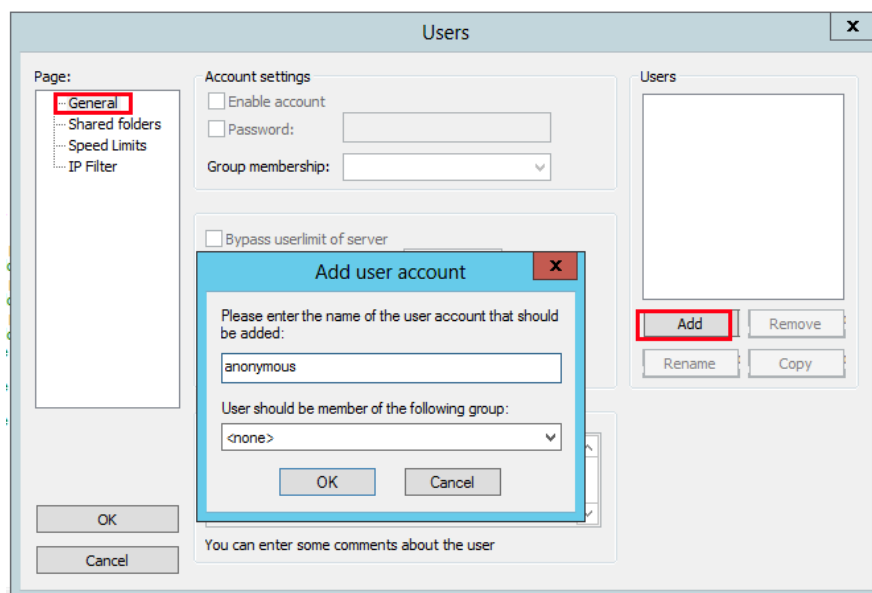 Users
x
Page:
General
Shared folders
Speed Limits
IP Filter
Account settings
Enable account
Password:
Group membership:
Bypass userlimit of server
Users
Add
Remove
Rename
Copy
Add user account
x
Please enter the name of the user account that should
be added:
anonymous
User should be member of the following group:
<none>
OK
Cancel
You can enter some comments about the user
OK
Cancel